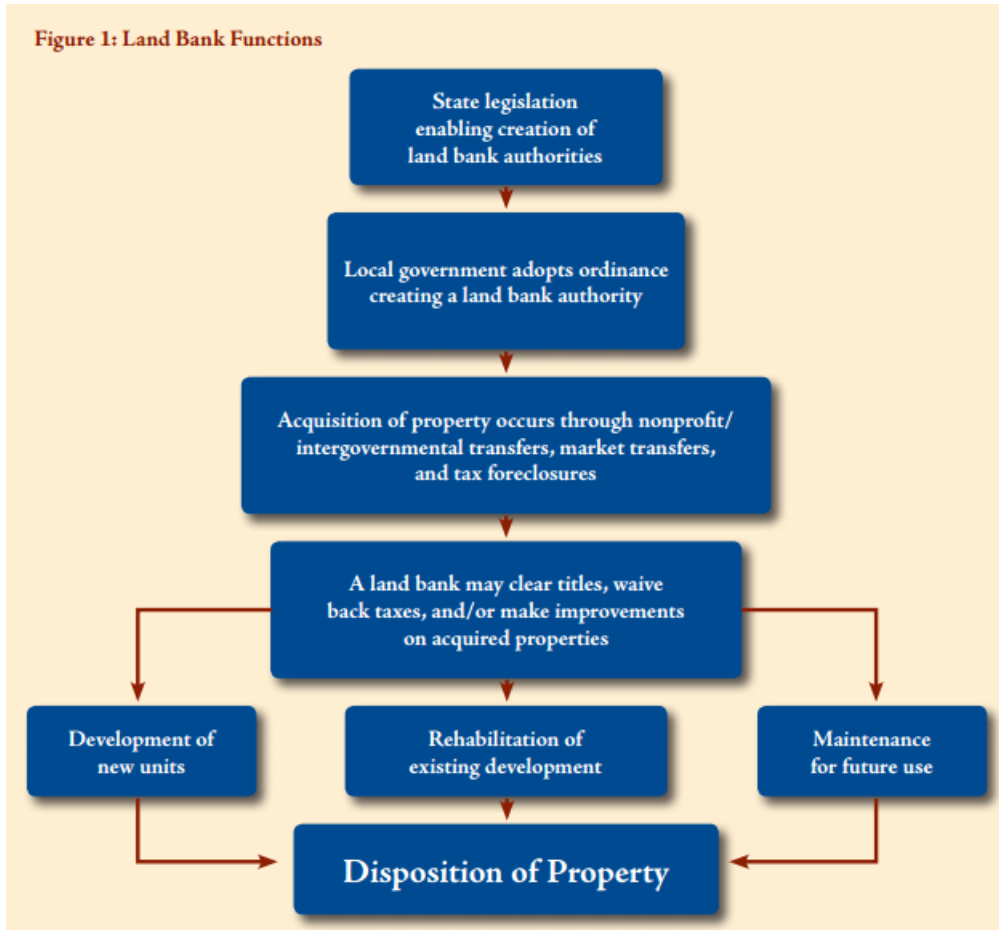 Figure 1: Land Bank Functions
State legislation
enabling creation of
land bank authorities
Local government adopts ordinance
creating a land bank authority
Acquisition of property occurs through nonprofit/
intergovernmental transfers, market transfers,
and tax foreclosures
A land bank may clear titles, waive
back taxes, and/or make improvements
on acquired properties
Development of
new units
Rehabilitation of
existing development
Maintenance
for future use
Disposition of Property